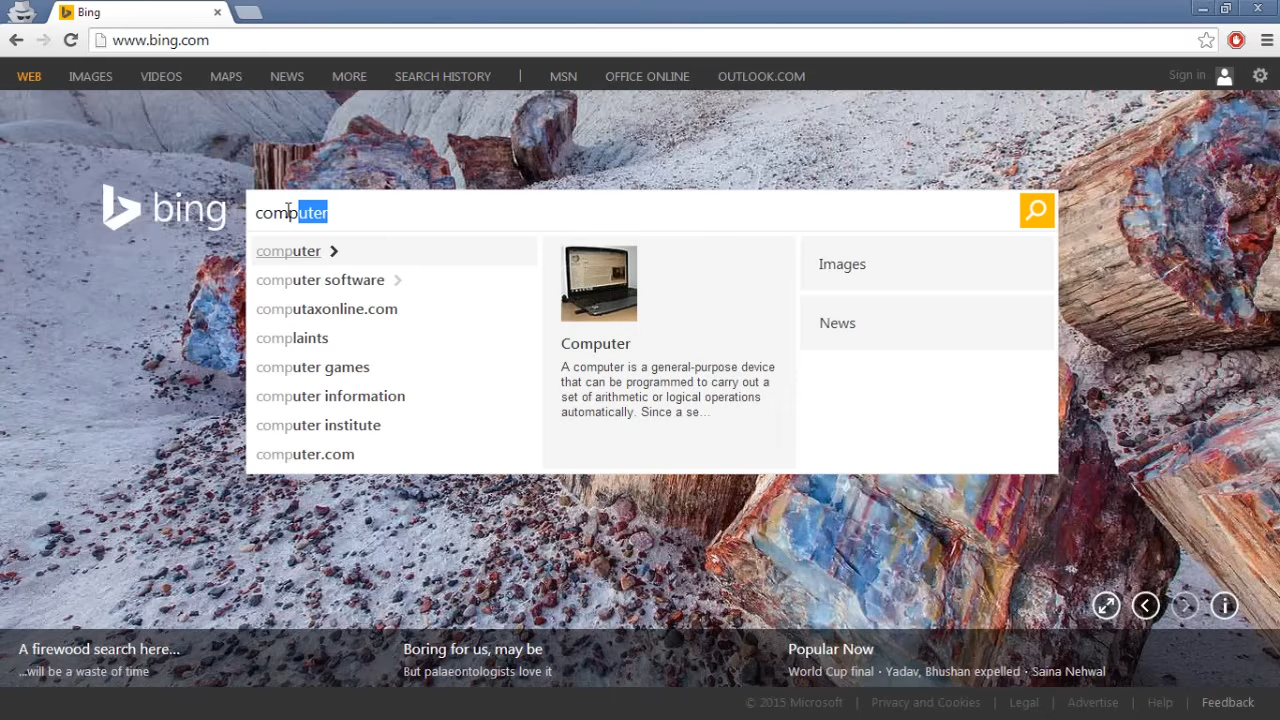 Bing
www.bing.com
WEB IMAGES VIDEOS MAPS NEWS MORE SEARCH HISTORY | MSN OFFICE ONLINE OUTLOOK.COM Sign in
bing
computer
computer
computer software
computaxonline.com
complaints
computer games
computer information
computer institute
computer.com
Computer
A computer is a general-purpose device
that can be programmed to carry out a
set of arithmetic or logical operations
automatically. Since a se...
Images
News
A firewood search here...
...will be a waste of time
Boring for us, may be
But palaeontologists love it
Popular Now
World Cup final · Yadav, Bhushan expelled · Saina Nehwal
© 2015 Microsoft | Privacy and Cookies | Legal | Advertise | Help | Feedback